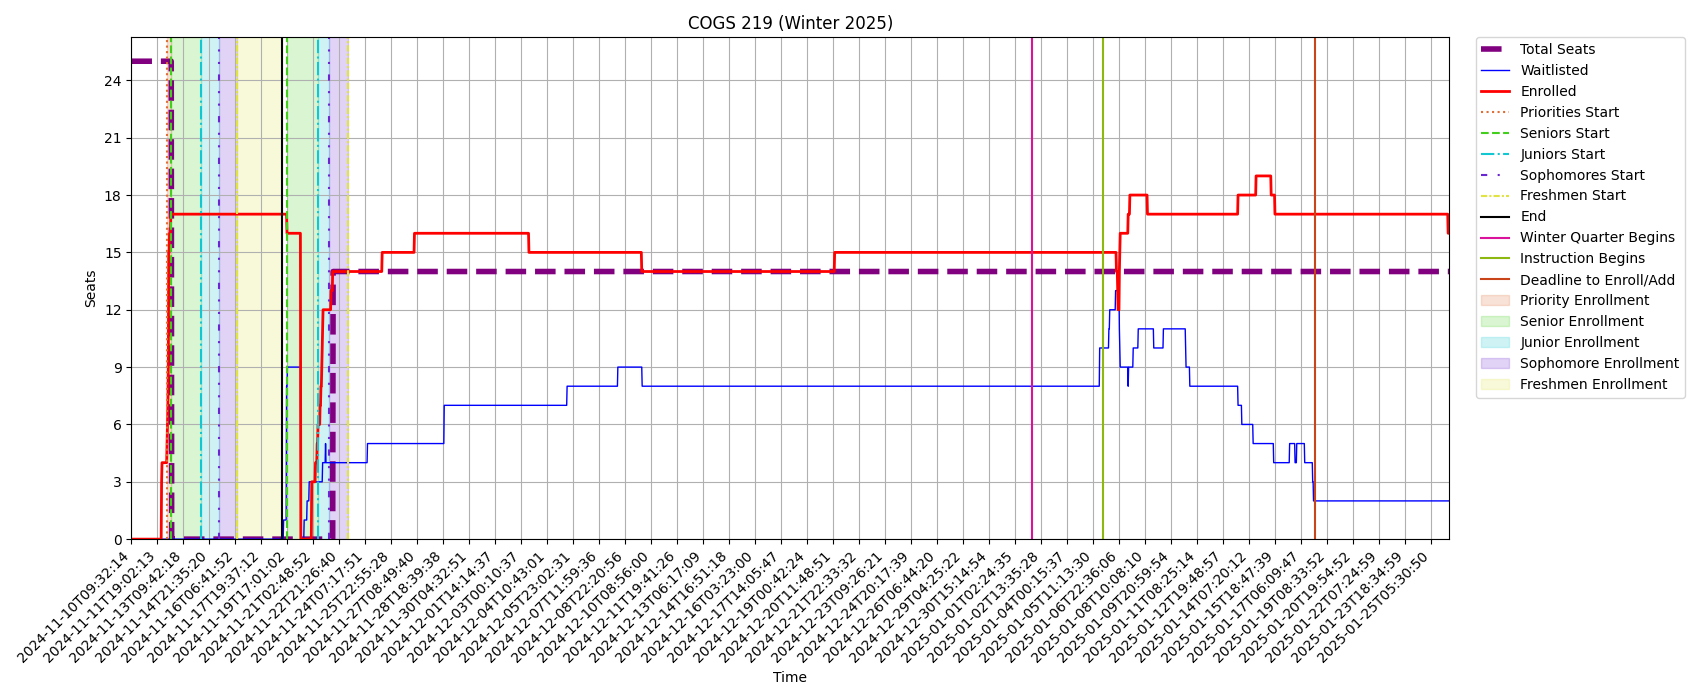 COGS 219 (Winter 2025)
Seats
24
21
18
15
12
9
6
3
0
2024-11-10T09:32:14
2024-11-11T19:02:13
2024-11-13T09:42:18
2024-11-14T21:35:20
2024-11-16T06:41:52
2024-11-17T19:37:12
2024-11-19T17:01:02
2024-11-21T02:48:52
2024-11-22T21:26:40
2024-11-24T07:17:51
2024-11-25T22:55:28
2024-11-27T08:49:40
2024-11-28T18:39:38
2024-11-30T04:32:51
2024-12-01T14:14:37
2024-12-03T00:10:37
2024-12-04T10:43:01
2024-12-05T23:02:31
2024-12-07T11:59:36
2024-12-08T22:20:56
2024-12-10T08:56:00
2024-12-11T19:41:26
2024-12-13T06:17:09
2024-12-14T16:51:18
2024-12-16T03:23:00
2024-12-17T14:05:47
2024-12-19T00:42:24
2024-12-20T11:48:51
2024-12-21T22:33:32
2024-12-23T09:26:21
2024-12-24T20:17:39
2024-12-26T06:44:20
2024-12-29T04:25:22
2024-12-30T15:14:54
2025-01-01T02:24:35
2025-01-02T13:35:28
2025-01-04T00:15:37
2025-01-05T11:13:30
2025-01-06T22:36:06
2025-01-08T10:08:10
2025-01-09T20:59:54
2025-01-11T08:25:14
2025-01-12T19:48:57
2025-01-14T07:20:12
2025-01-15T18:47:39
2025-01-17T06:09:47
2025-01-19T08:33:52
2025-01-20T19:54:52
2025-01-22T07:24:59
2025-01-23T18:34:59
2025-01-25T05:30:50
Time
Total Seats
Waitlisted
Enrolled
Priorities Start
Seniors Start
Juniors Start
Sophomores Start
Freshmen Start
End
Winter Quarter Begins
Instruction Begins
Deadline to Enroll/Add
Priority Enrollment
Senior Enrollment
Junior Enrollment
Sophomore Enrollment
Freshmen Enrollment